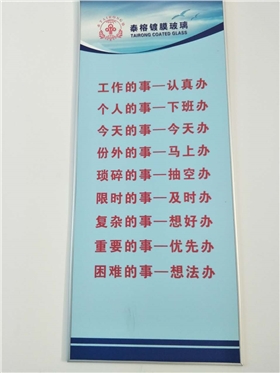 泰榕镀膜玻璃
TAIRONG COATED GLASS
工作的事—认真办
个人的事—下班办
今天的事—今天办
份外的事—马上办
琐碎的事—抽空办
限时的事—及时办
复杂的事—想好办
重要的事—优先办
困难的事—想法办